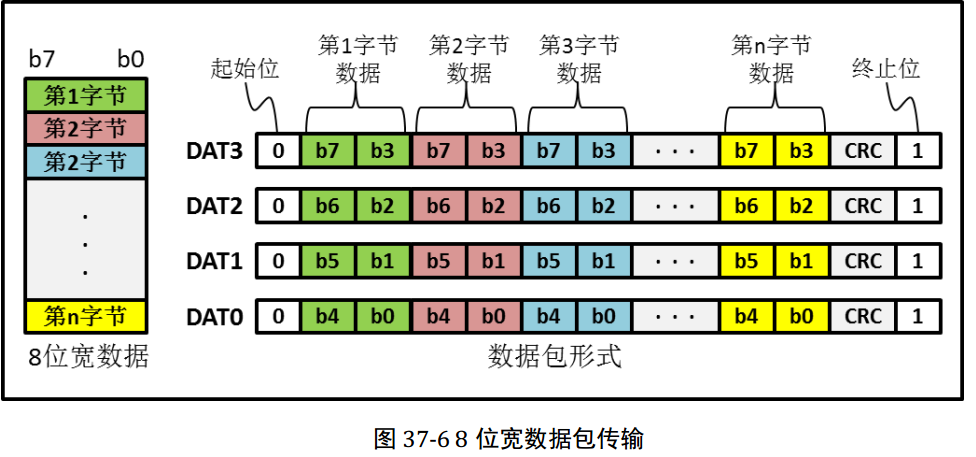 b7 b0
第1字节
第2字节
第2字节
.
.
.
第n字节
8位宽数据
起始位
第1字节
数据
第2字节
数据
第3字节
数据
第n字节
数据
终止位
DAT3 0 b7 b3 b7 b3 b7 b3 ··· b7 b3 CRC 1
DAT2 0 b6 b2 b6 b2 b6 b2 ··· b6 b2 CRC 1
DAT1 0 b5 b1 b5 b1 b5 b1 ··· b5 b1 CRC 1
DAT0 0 b4 b0 b4 b0 b4 b0 ··· b4 b0 CRC 1
数据包形式
图 37-6 8 位宽数据包传输